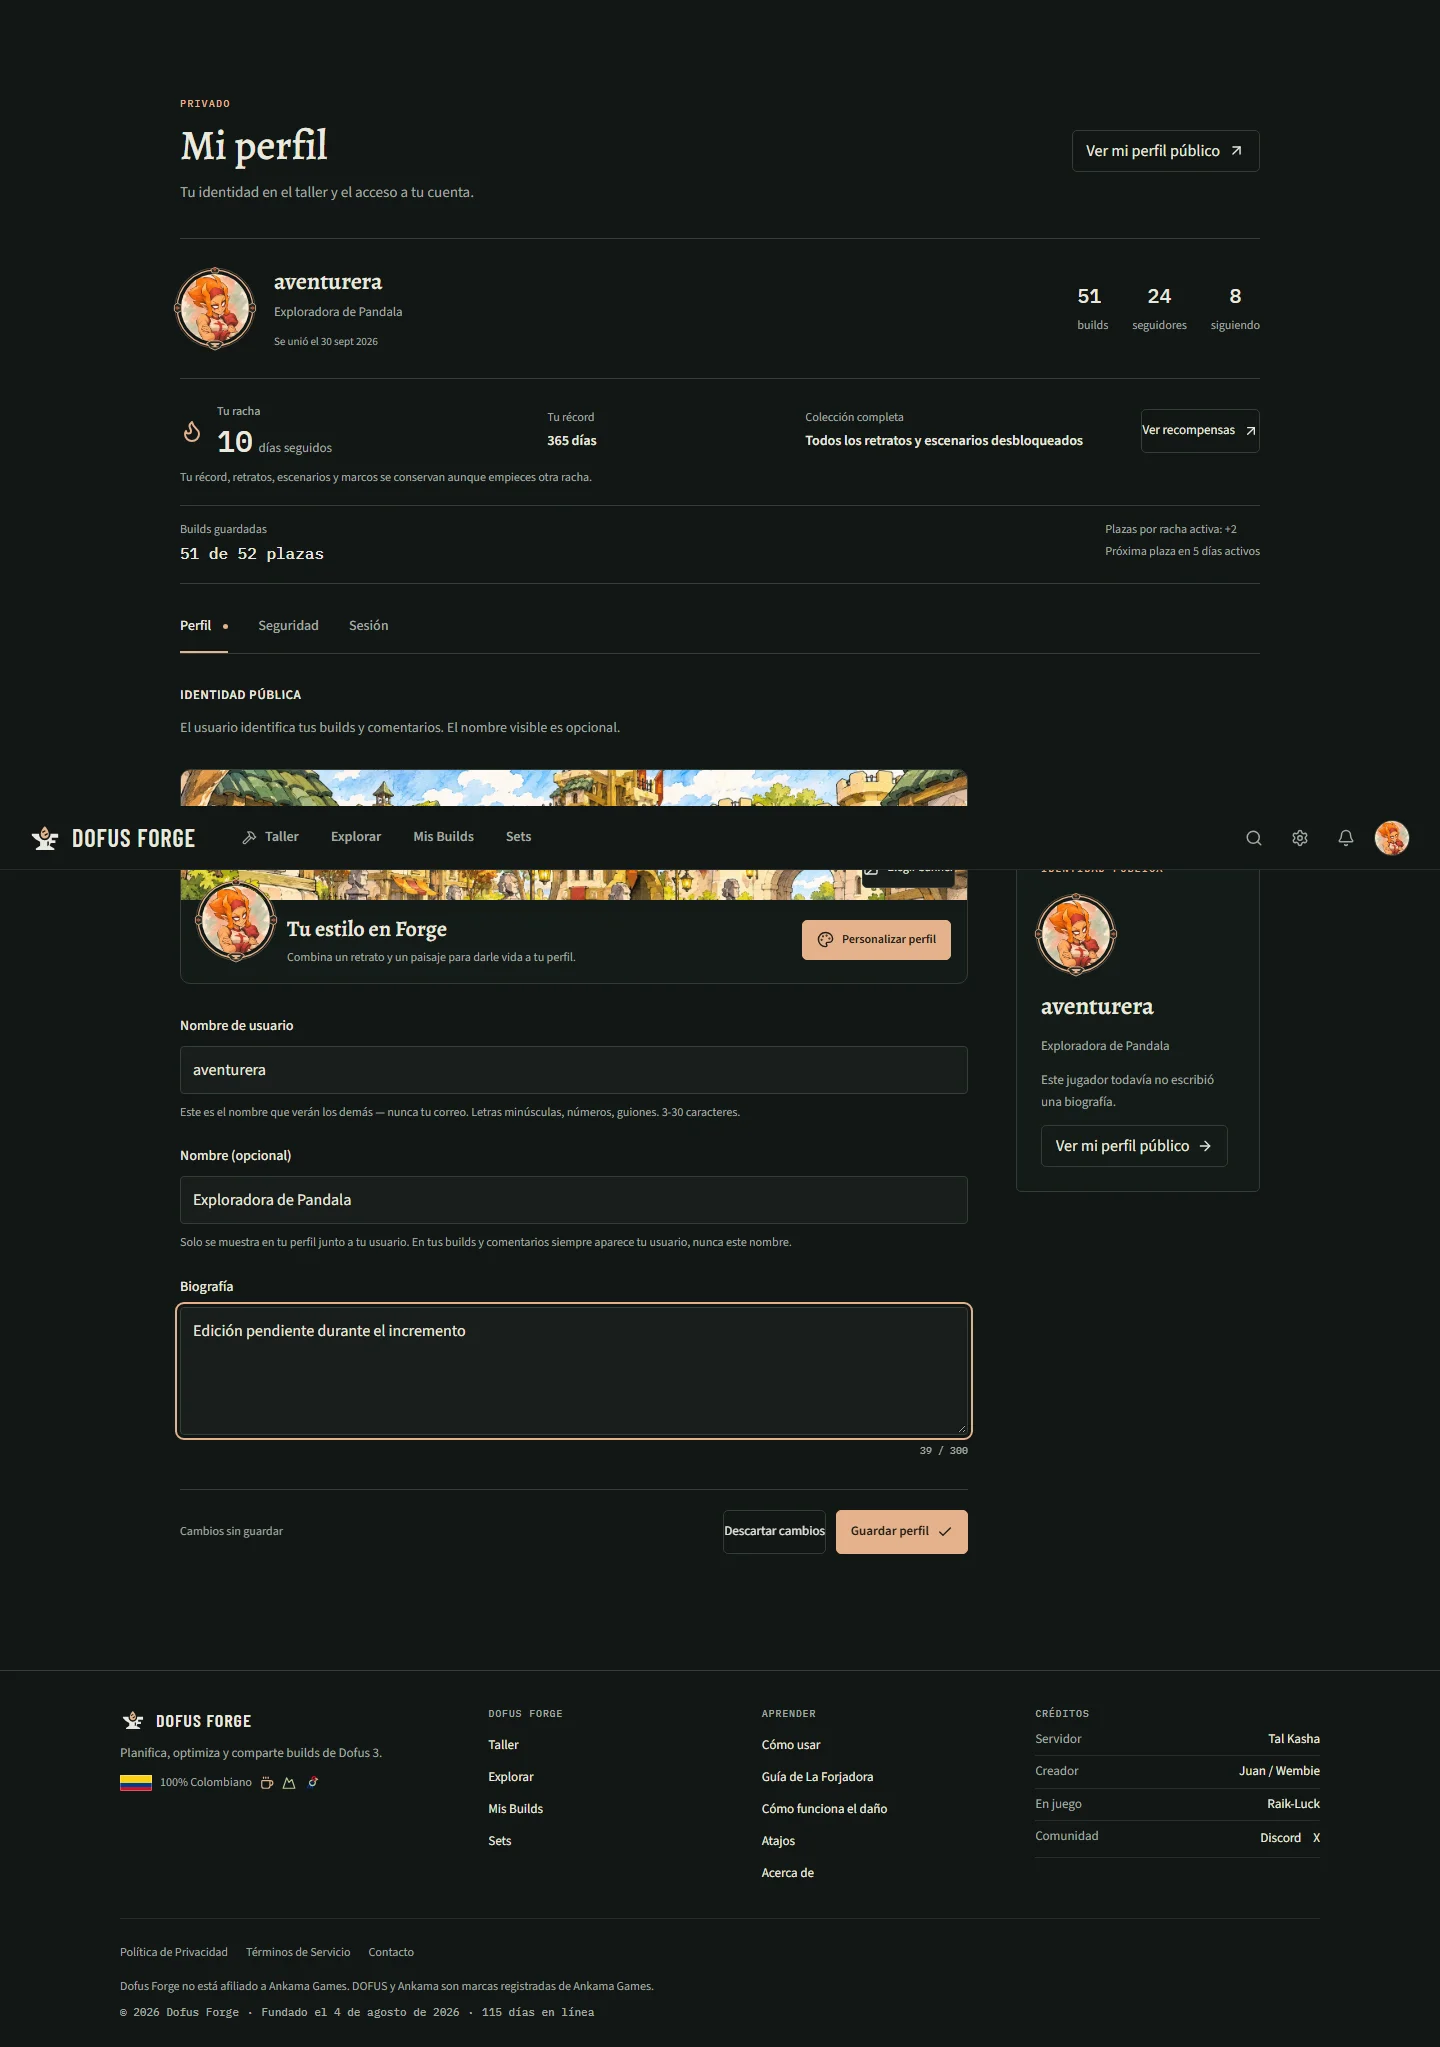 PRIVADO
Mi perfil
Ver mi perfil público
Tu identidad en el taller y el acceso a tu cuenta.
aventurera
Exploradora de Pandala
Se unió el 30 sept 2026
51
builds
24
seguidores
8
siguiendo
Tu racha
10 días seguidos
Tu récord
365 días
Colección completa
Todos los retratos y escenarios desbloqueados
Ver recompensas
Tu récord, retratos, escenarios y marcos se conservan aunque empieces otra racha.
Builds guardadas
51 de 52 plazas
Plazas por racha activa: +2
Próxima plaza en 5 días activos
Perfil
Seguridad
Sesión
IDENTIDAD PÚBLICA
El usuario identifica tus builds y comentarios. El nombre visible es opcional.
DOFUS FORGE
Taller
Explorar
Mis Builds
Sets
Tu estilo en Forge
Combina un retrato y un paisaje para darle vida a tu perfil.
Personalizar perfil
aventurera
Exploradora de Pandala
Este jugador todavía no escribió
una biografía.
Ver mi perfil público
Nombre de usuario
aventurera
Este es el nombre que verán los demás — nunca tu correo. Letras minúsculas, números, guiones. 3-30 caracteres.
Nombre (opcional)
Exploradora de Pandala
Solo se muestra en tu perfil junto a tu usuario. En tus builds y comentarios siempre aparece tu usuario, nunca este nombre.
Biografía
Edición pendiente durante el incremento
39 / 300
Cambios sin guardar
Descartar cambios
Guardar perfil
DOFUS FORGE
Planifica, optimiza y comparte builds de Dofus 3.
100% Colombiano
DOFUS FORGE
Taller
Explorar
Mis Builds
Sets
APRENDER
Cómo usar
Guía de La Forjadora
Cómo funciona el daño
Atajos
Acerca de
CRÉDITOS
Servidor Tal Kasha
Creador Juan / Wembie
En juego Raik-Luck
Comunidad Discord X
Política de Privacidad
Términos de Servicio
Contacto
Dofus Forge no está afiliado a Ankama Games. DOFUS y Ankama son marcas registradas de Ankama Games.
© 2026 Dofus Forge · Fundado el 4 de agosto de 2026 · 115 días en línea